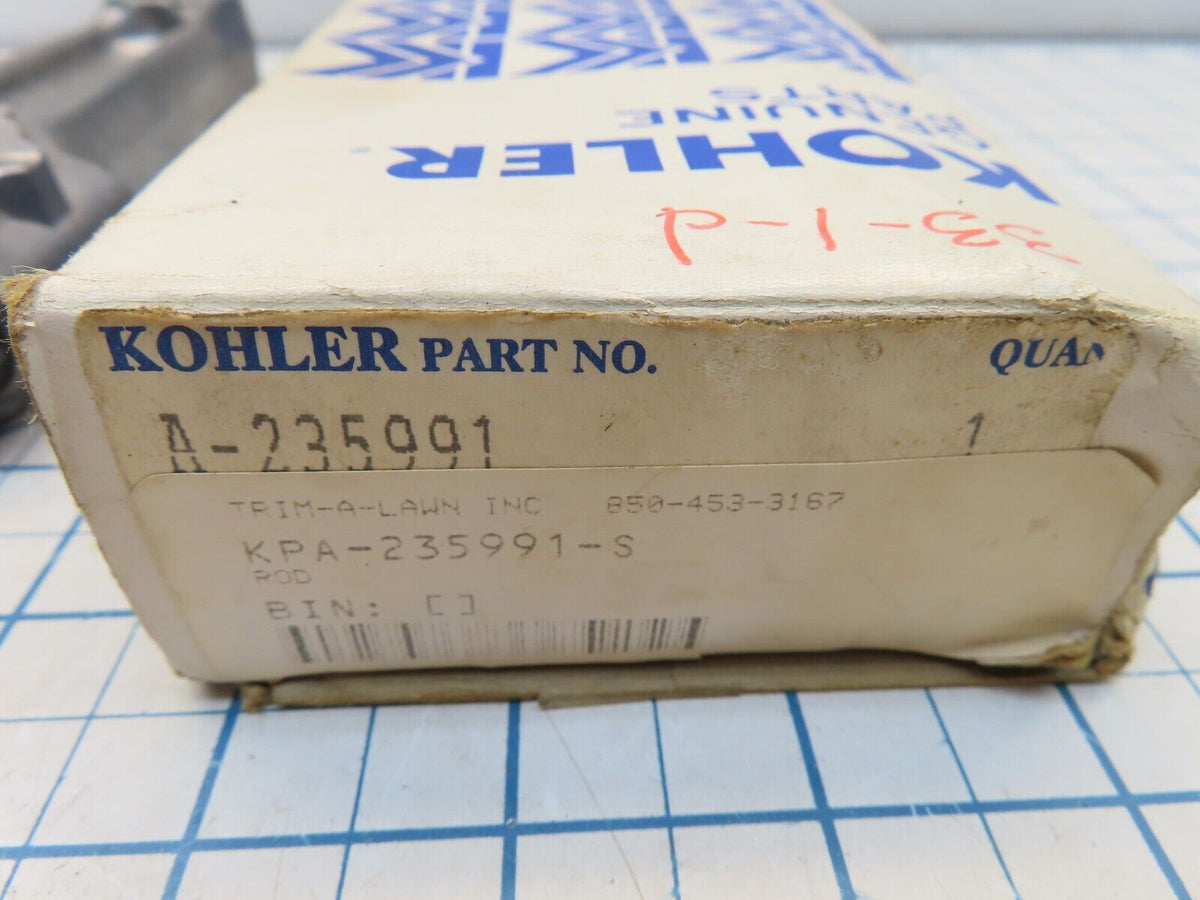 KOHLER
GENUINE
PARTS
33-1-d
KOHLER PART NO.
QUAN
A-235991
1
TRIM-A-LAWN INC 850-453-3167
KPA-235991-S
ROD
BIN: []